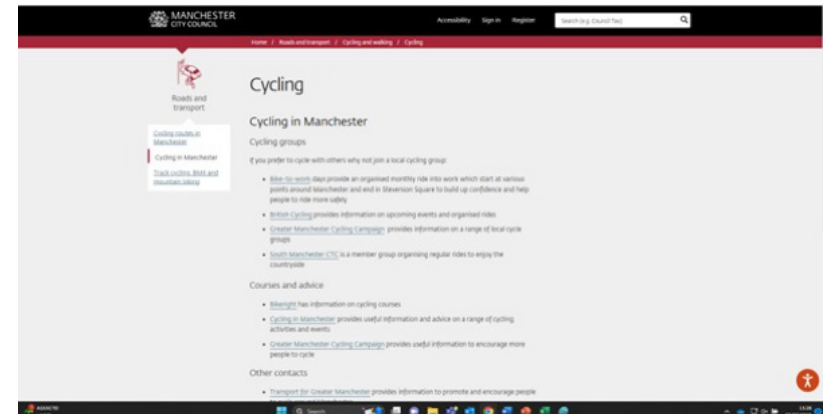 MANCHESTER
CITY COUNCIL
Accessibility Sign in Register Search (e.g. Council Tax)
Home / Roads and transport / Cycling and walking / Cycling
Roads and
transport
Cycling routes in
Manchester
Cycling in Manchester
Track cycling, BMX and
mountain biking
Cycling
Cycling in Manchester
Cycling groups
If you prefer to cycle with others why not join a local cycling group:
Bike-to-work days provide an organised monthly ride into work which start at various
points around Manchester and end in Stevenson Square to build up confidence and help
people to ride more safely
British Cycling provides information on upcoming events and organised rides
Greater Manchester Cycling Campaign provides information on a range of local cycle
groups
South Manchester CTC is a member group organising regular rides to enjoy the
countryside
Courses and advice
Bikeright has information on cycling courses
Cycling in Manchester provides useful information and advice on a range of cycling
activities and events
Greater Manchester Cycling Campaign provides useful information to encourage more
people to cycle
Other contacts
Transport for Greater Manchester provides information to promote and encourage people
Search